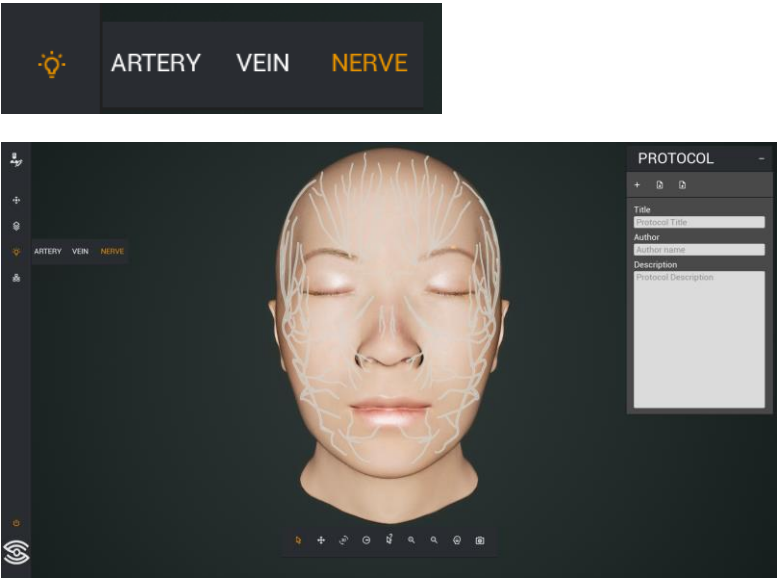 ARTERY VEIN NERVE
PROTOCOL
Title
Protocol Title
ARTERY VEIN NERVE
Author
Author name
Description
Protocol Description